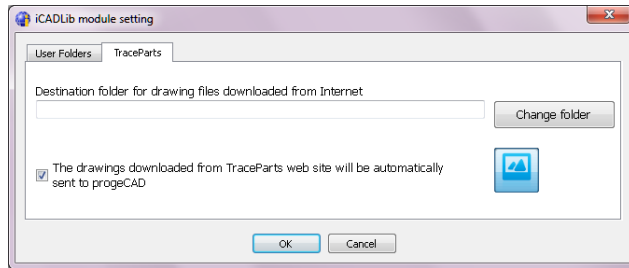 iCADLib module setting
User Folders TraceParts
Destination folder for drawing files downloaded from Internet
Change folder
The drawings downloaded from TraceParts web site will be automatically
sent to progeCAD
OK Cancel